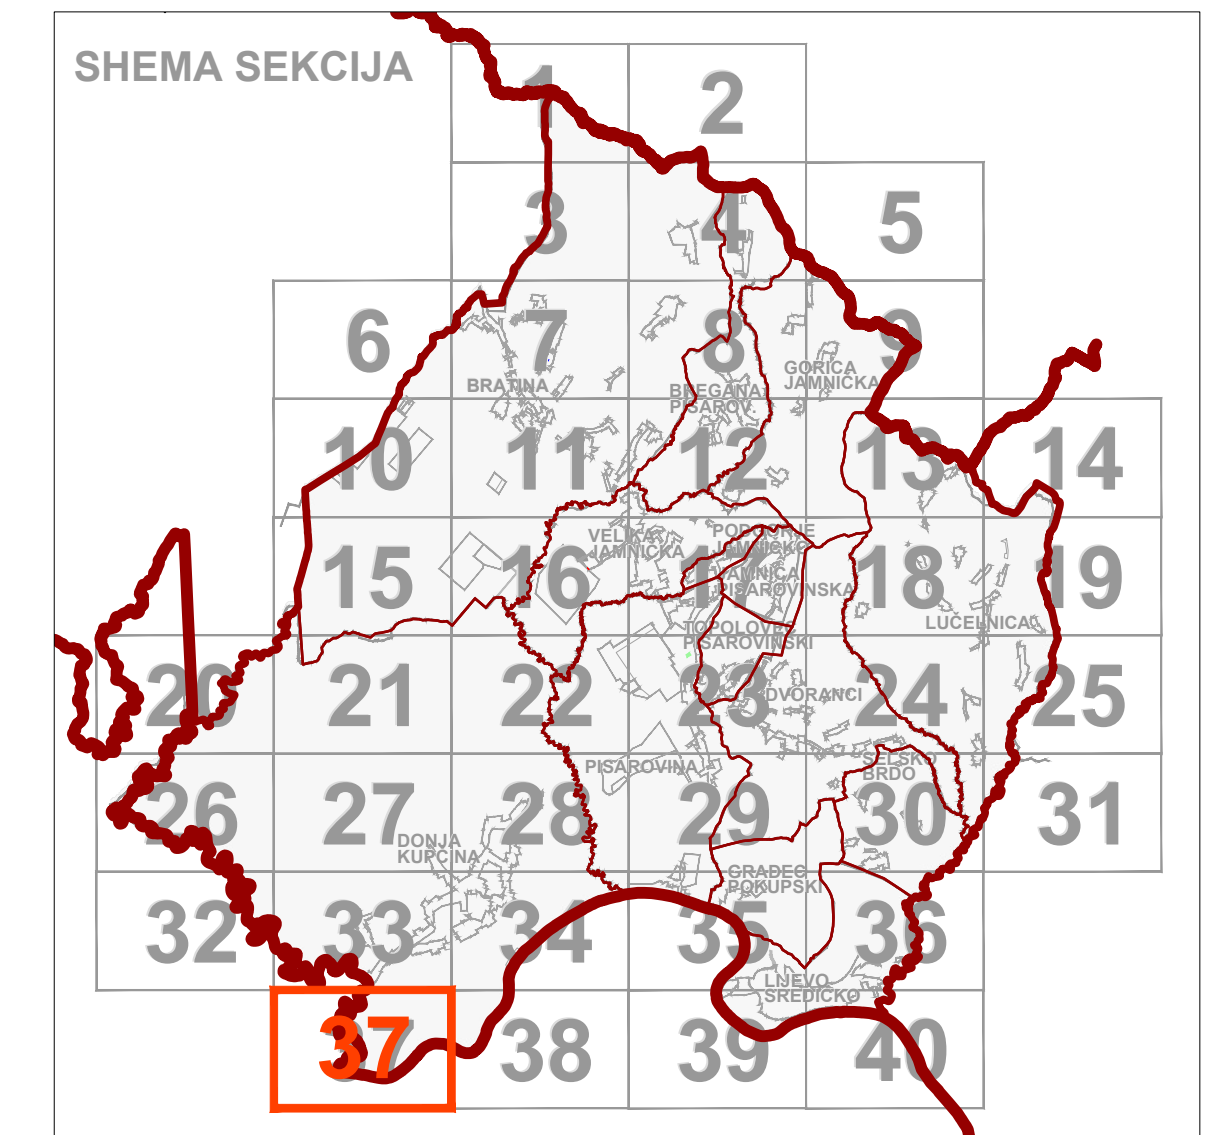 SHEMA SEKCIJA
1
2
3
4
5
6
7
8
9
BRATINA
BREGANA
PISAROV.
GORICA
JAMNIČKA
10
11
12
13
14
VELIKA
JAMNIČKA
PODGORJE
JAMNIČKO
15
16
17
18
19
JAMNICA
PISAROVINSKA
LUČELNICA
TOPOLOVEC
PISAROVINSKI
20
21
22
23
24
25
DVORANCI
PISAROVINA
SELSKO
BRDO
26
27
28
29
30
31
DONJA
KUPČINA
GRADEC
POKUPSKI
32
33
34
35
36
LIJEVO
SREDIČKO
37
38
39
40